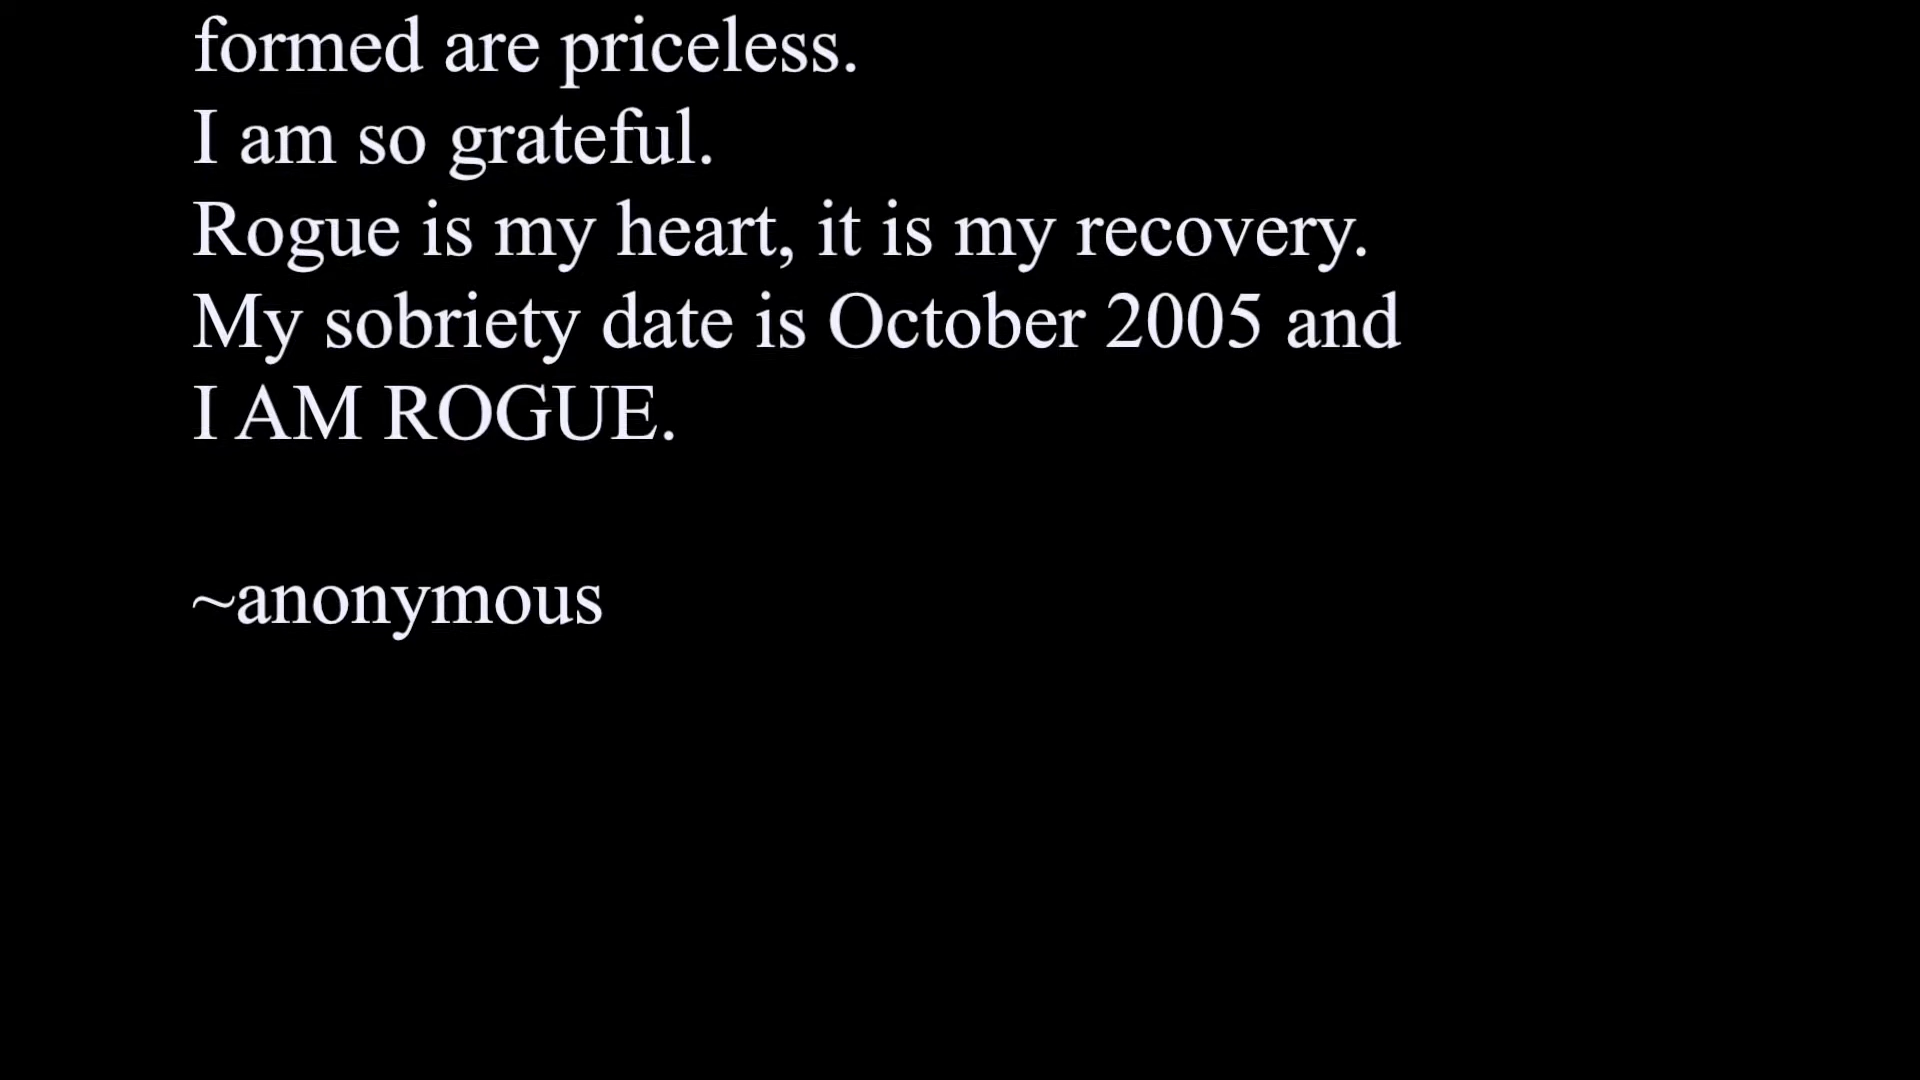 formed are priceless.
I am so grateful.
Rogue is my heart, it is my recovery.
My sobriety date is October 2005 and
I AM ROGUE.
~anonymous